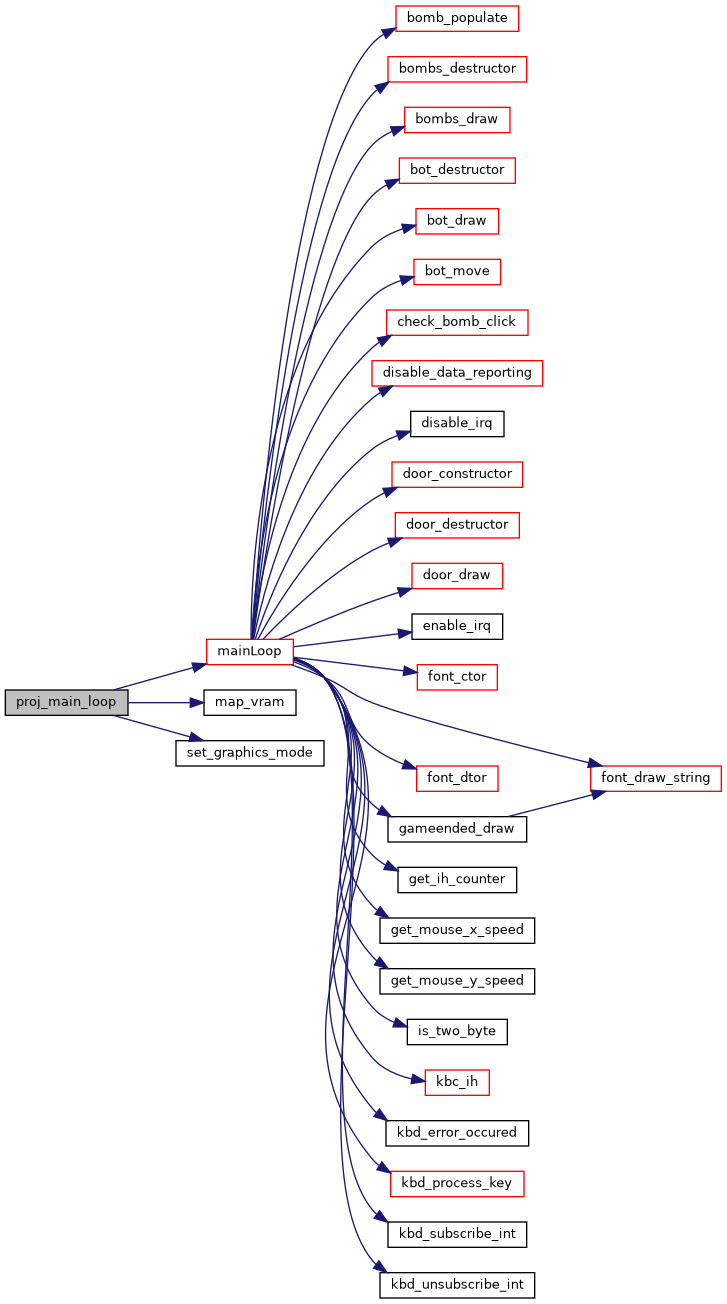 bomb_populate
bombs_destructor
bombs_draw
bot_destructor
bot_draw
bot_move
check_bomb_click
disable_data_reporting
disable_irq
door_constructor
door_destructor
door_draw
enable_irq
mainLoop
font_ctor
proj_main_loop
map_vram
set_graphics_mode
font_dtor
font_draw_string
gameended_draw
get_ih_counter
get_mouse_x_speed
get_mouse_y_speed
is_two_byte
kbc_ih
kbd_error_occured
kbd_process_key
kbd_subscribe_int
kbd_unsubscribe_int